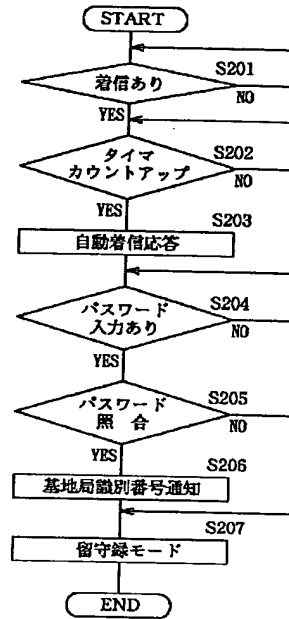 START
S201
着信あり
NO
YES
S202
タイマ
カウントアップ
NO
YES
S203
自動着信応答
S204
パスワード
入力あり
NO
YES
S205
パスワード
照 合
NO
YES
S206
基地局識別番号通知
S207
留守録モード
END